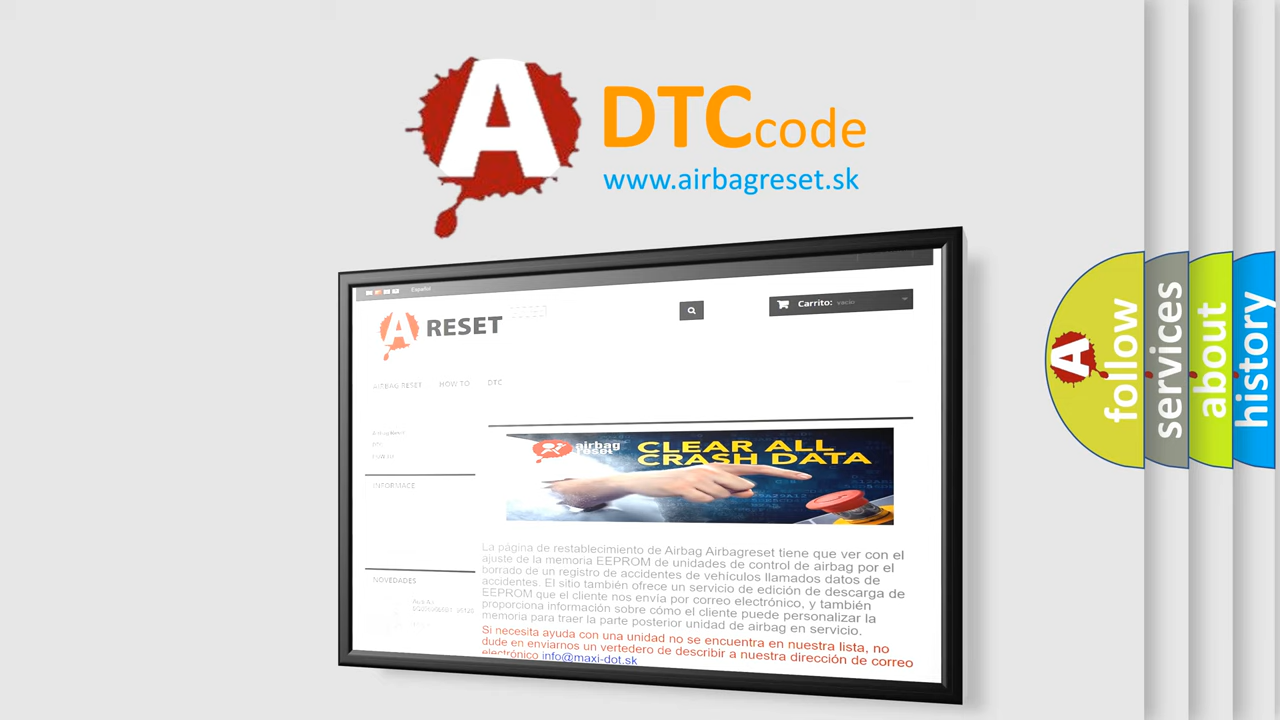 A
DTCcode
www.airbagreset.sk
Español
A RESET
Carrito: vacío
AIRBAG RESET HOW TO DTC
INFORMACE
airbag
reset
CLEAR ALL
CRASH DATA
La página de restablecimiento de Airbag Airbagreset tiene que ver con el
ajuste de la memoria EEPROM de unidades de control de airbag por el
borrado de un registro de accidentes de vehículos llamados datos de
accidentes. El sitio también ofrece un servicio de edición de descarga de
EEPROM que el cliente nos envía por correo electrónico, y también
proporciona información sobre cómo el cliente puede personalizar la
memoria para traer la parte posterior unidad de airbag en servicio.
Si necesita ayuda con una unidad no se encuentra en nuestra lista, no
dude en enviarnos un vertedero de describir a nuestra dirección de correo
electrónico info@maxi-dot.sk
NOVEDADES
A
follow
services
about
history